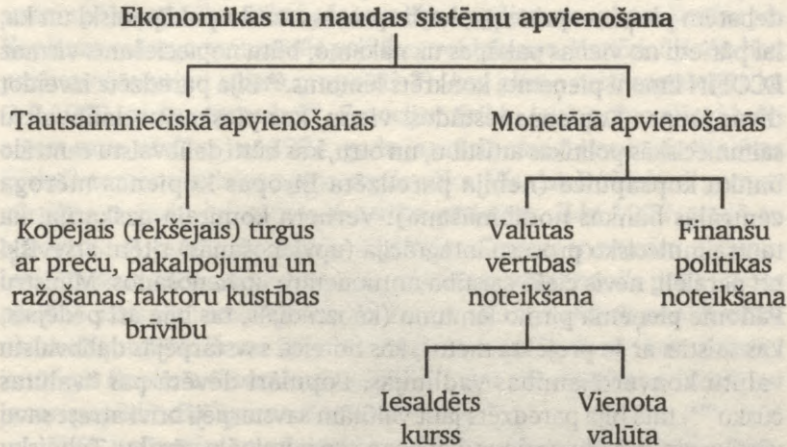 Ekonomikas un naudas sistēmu apvienošana
Tautsaimnieciskā apvienošanās
Monetārā apvienošanās
Kopējais (Iekšējais) tirgus
ar preču, pakalpojumu un
ražošanas faktoru kustības
brīvību
Valūtas
vērtības
noteikšana
Finanšu
politikas
noteikšana
Iesaldēts
kurss
Vienota
valūta